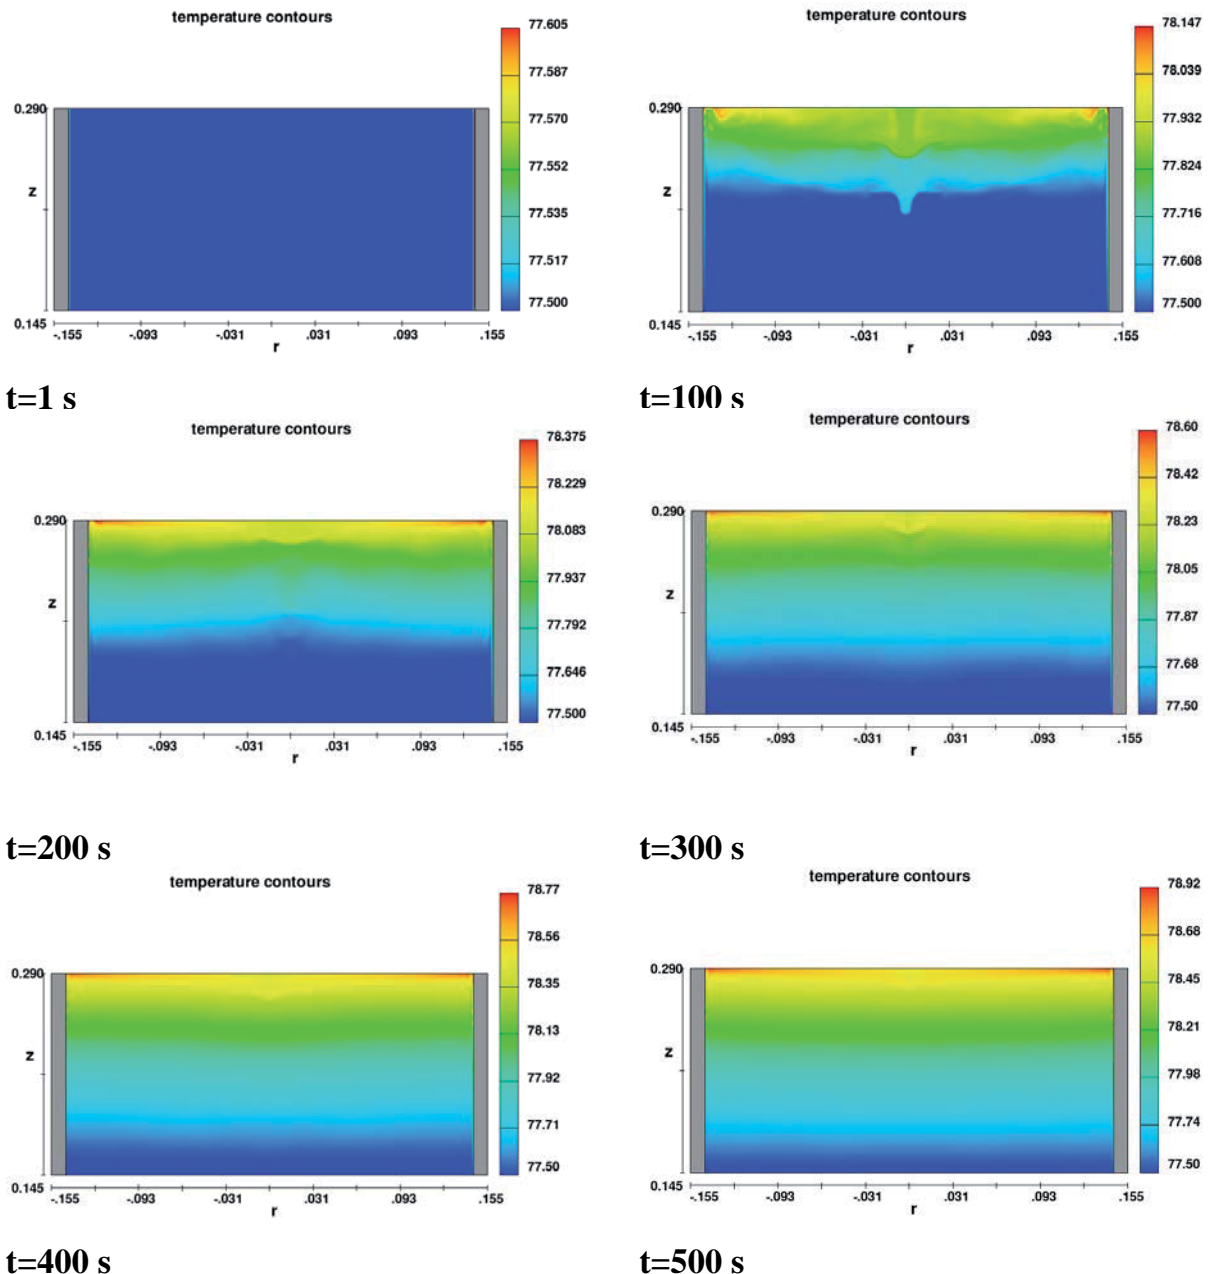 temperature contours
77.605
77.587
77.570
77.552
77.535
77.517
77.500
0.290
z
0.145
-.155 -.093 -.031 .031 .093 .155
r
t=1 s
temperature contours
78.147
78.039
77.932
77.824
77.716
77.608
77.500
0.290
z
0.145
-.155 -.093 -.031 .031 .093 .155
r
t=100 s
temperature contours
78.375
78.229
78.083
77.937
77.792
77.646
77.500
0.290
z
0.145
-.155 -.093 -.031 .031 .093 .155
r
t=200 s
temperature contours
78.60
78.42
78.23
78.05
77.87
77.68
77.50
0.290
z
0.145
-.155 -.093 -.031 .031 .093 .155
r
t=300 s
temperature contours
78.77
78.56
78.35
78.13
77.92
77.71
77.50
0.290
z
0.145
-.155 -.093 -.031 .031 .093 .155
r
t=400 s
temperature contours
78.92
78.68
78.45
78.21
77.98
77.74
77.50
0.290
z
0.145
-.155 -.093 -.031 .031 .093 .155
r
t=500 s